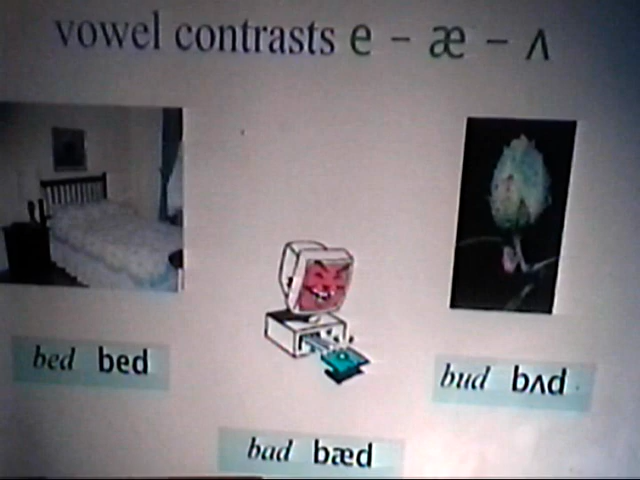 vowel contrasts e – æ – ʌ
bed bed
bud bʌd
bad bæd